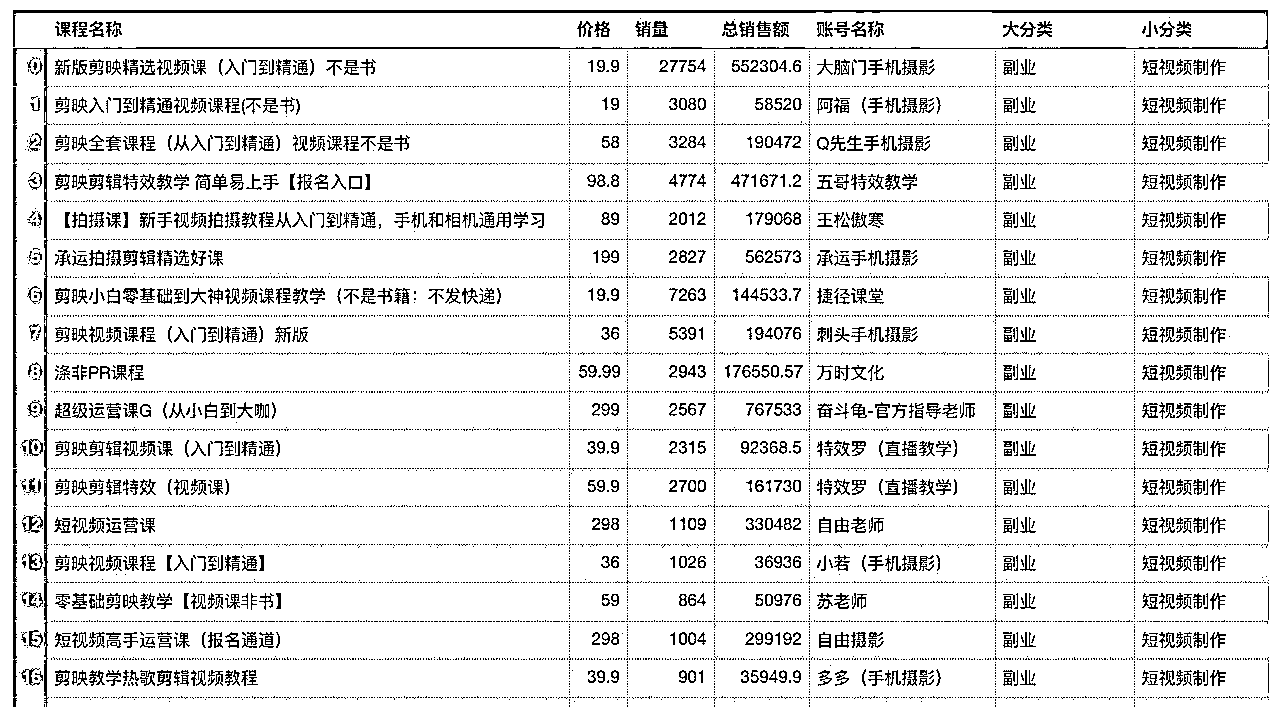 课程名称 价格 销量 总销售额 账号名称 大分类 小分类
0 新版剪映精选视频课（入门到精通）不是书 19.9 27754 552304.6 大脑门手机摄影 副业 短视频制作
1 剪映入门到精通视频课程(不是书) 19 3080 58520 阿福（手机摄影） 副业 短视频制作
2 剪映全套课程（从入门到精通）视频课程不是书 58 3284 190472 Q先生手机摄影 副业 短视频制作
3 剪映剪辑特效教学 简单易上手【报名入口】 98.8 4774 471671.2 五哥特效教学 副业 短视频制作
4 【拍摄课】新手视频拍摄教程从入门到精通，手机和相机通用学习 89 2012 179068 王松傲寒 副业 短视频制作
5 承运拍摄剪辑精选好课 199 2827 562573 承运手机摄影 副业 短视频制作
6 剪映小白零基础到大神视频课程教学（不是书籍：不发快递） 19.9 7263 144533.7 捷径课堂 副业 短视频制作
7 剪映视频课程（入门到精通）新版 36 5391 194076 刺头手机摄影 副业 短视频制作
8 涤非PR课程 59.99 2943 176550.57 万时文化 副业 短视频制作
9 超级运营课G（从小白到大咖） 299 2567 767533 奋斗龟-官方指导老师 副业 短视频制作
10 剪映剪辑视频课（入门到精通） 39.9 2315 92368.5 特效罗（直播教学） 副业 短视频制作
11 剪映剪辑特效（视频课） 59.9 2700 161730 特效罗（直播教学） 副业 短视频制作
12 短视频运营课 298 1109 330482 自由老师 副业 短视频制作
13 剪映视频课程【入门到精通】 36 1026 36936 小若（手机摄影） 副业 短视频制作
14 零基础剪映教学【视频课非书】 59 864 50976 苏老师 副业 短视频制作
15 短视频高手运营课（报名通道） 298 1004 299192 自由摄影 副业 短视频制作
16 剪映教学热歌剪辑视频教程 39.9 901 35949.9 多多（手机摄影） 副业 短视频制作